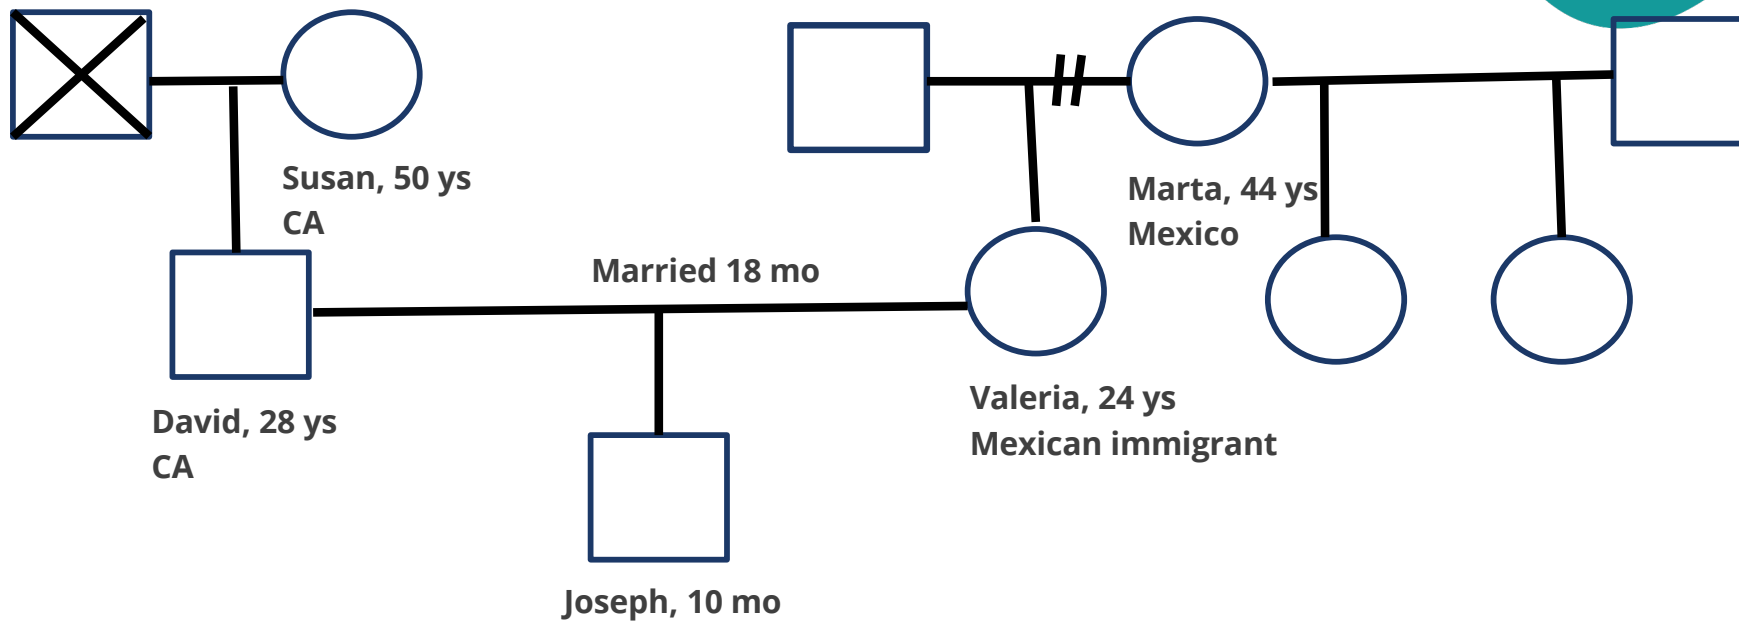 Susan, 50 ys
CA
Marta, 44 ys
Mexico
Married 18 mo
David, 28 ys
CA
Valeria, 24 ys
Mexican immigrant
Joseph, 10 mo